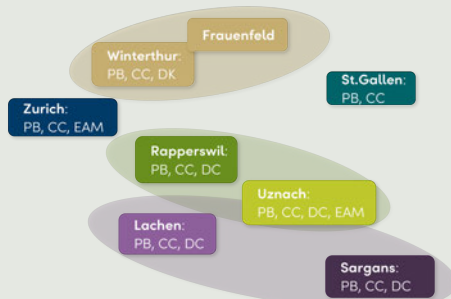 Frauenfeld
Winterthur:
PB, CC, DK
St.Gallen:
PB, CC
Zurich:
PB, CC, EAM
Rapperswil:
PB, CC, DC
Uznach:
PB, CC, DC, EAM
Lachen:
PB, CC, DC
Sargans:
PB, CC, DC